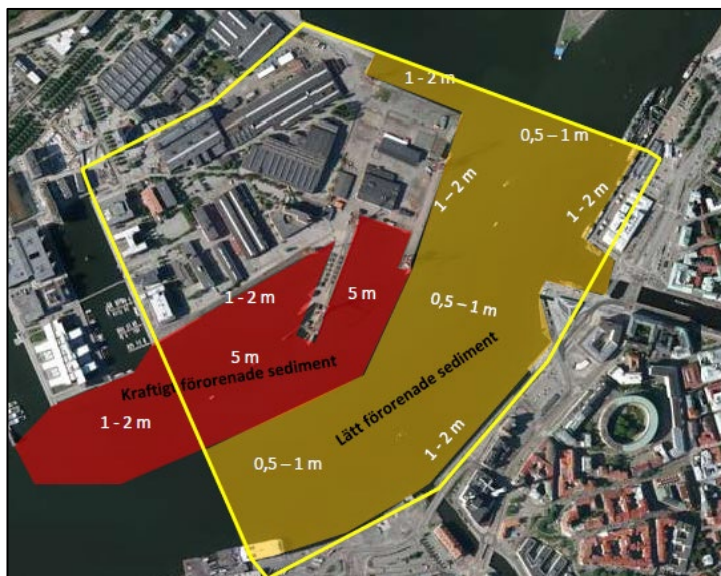 1 - 2 m
0,5 – 1 m
1 – 2 m
1 – 2 m
1 - 2 m
5 m
0,5 – 1 m
5 m
Kraftigt förorenade sediment
Lätt förorenade sediment
1 - 2 m
1 – 2 m
0,5 – 1 m